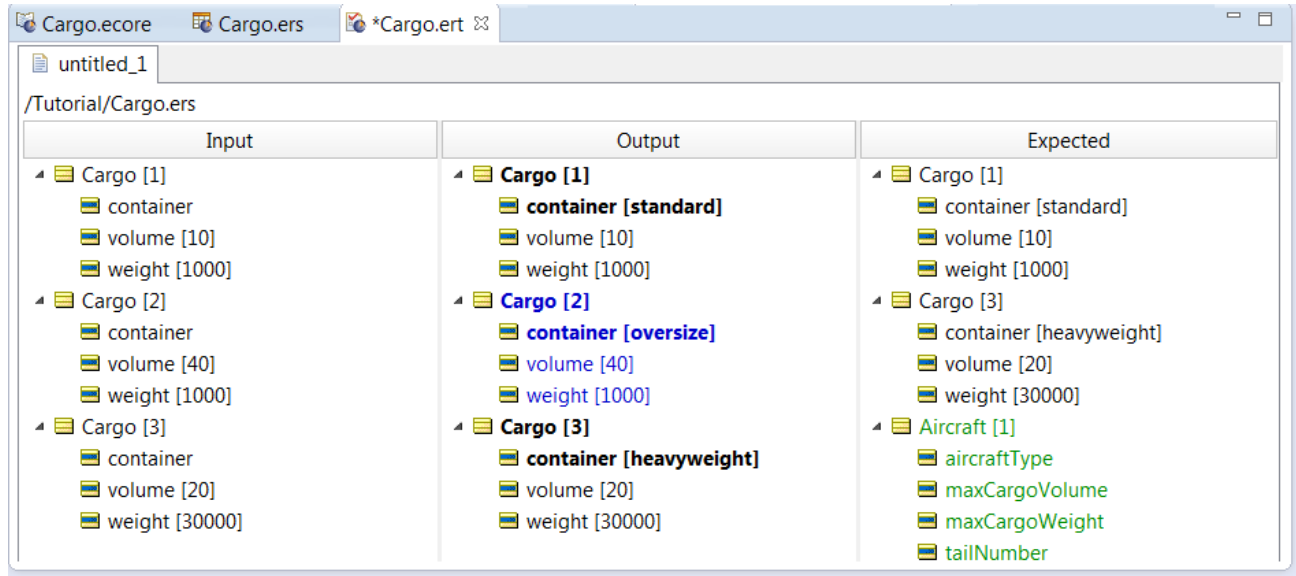 Cargo.ecore Cargo.ers *Cargo.ert
untitled_1
/Tutorial/Cargo.ers
Input Output Expected
Cargo [1] Cargo [1] Cargo [1]
container container [standard] container [standard]
volume [10] volume [10] volume [10]
weight [1000] weight [1000] weight [1000]
Cargo [2] Cargo [2] Cargo [3]
container container [oversize] container [heavyweight]
volume [40] volume [40] volume [20]
weight [1000] weight [1000] weight [30000]
Cargo [3] Cargo [3] Aircraft [1]
container container [heavyweight] aircraftType
volume [20] volume [20] maxCargoVolume
weight [30000] weight [30000] maxCargoWeight
tailNumber